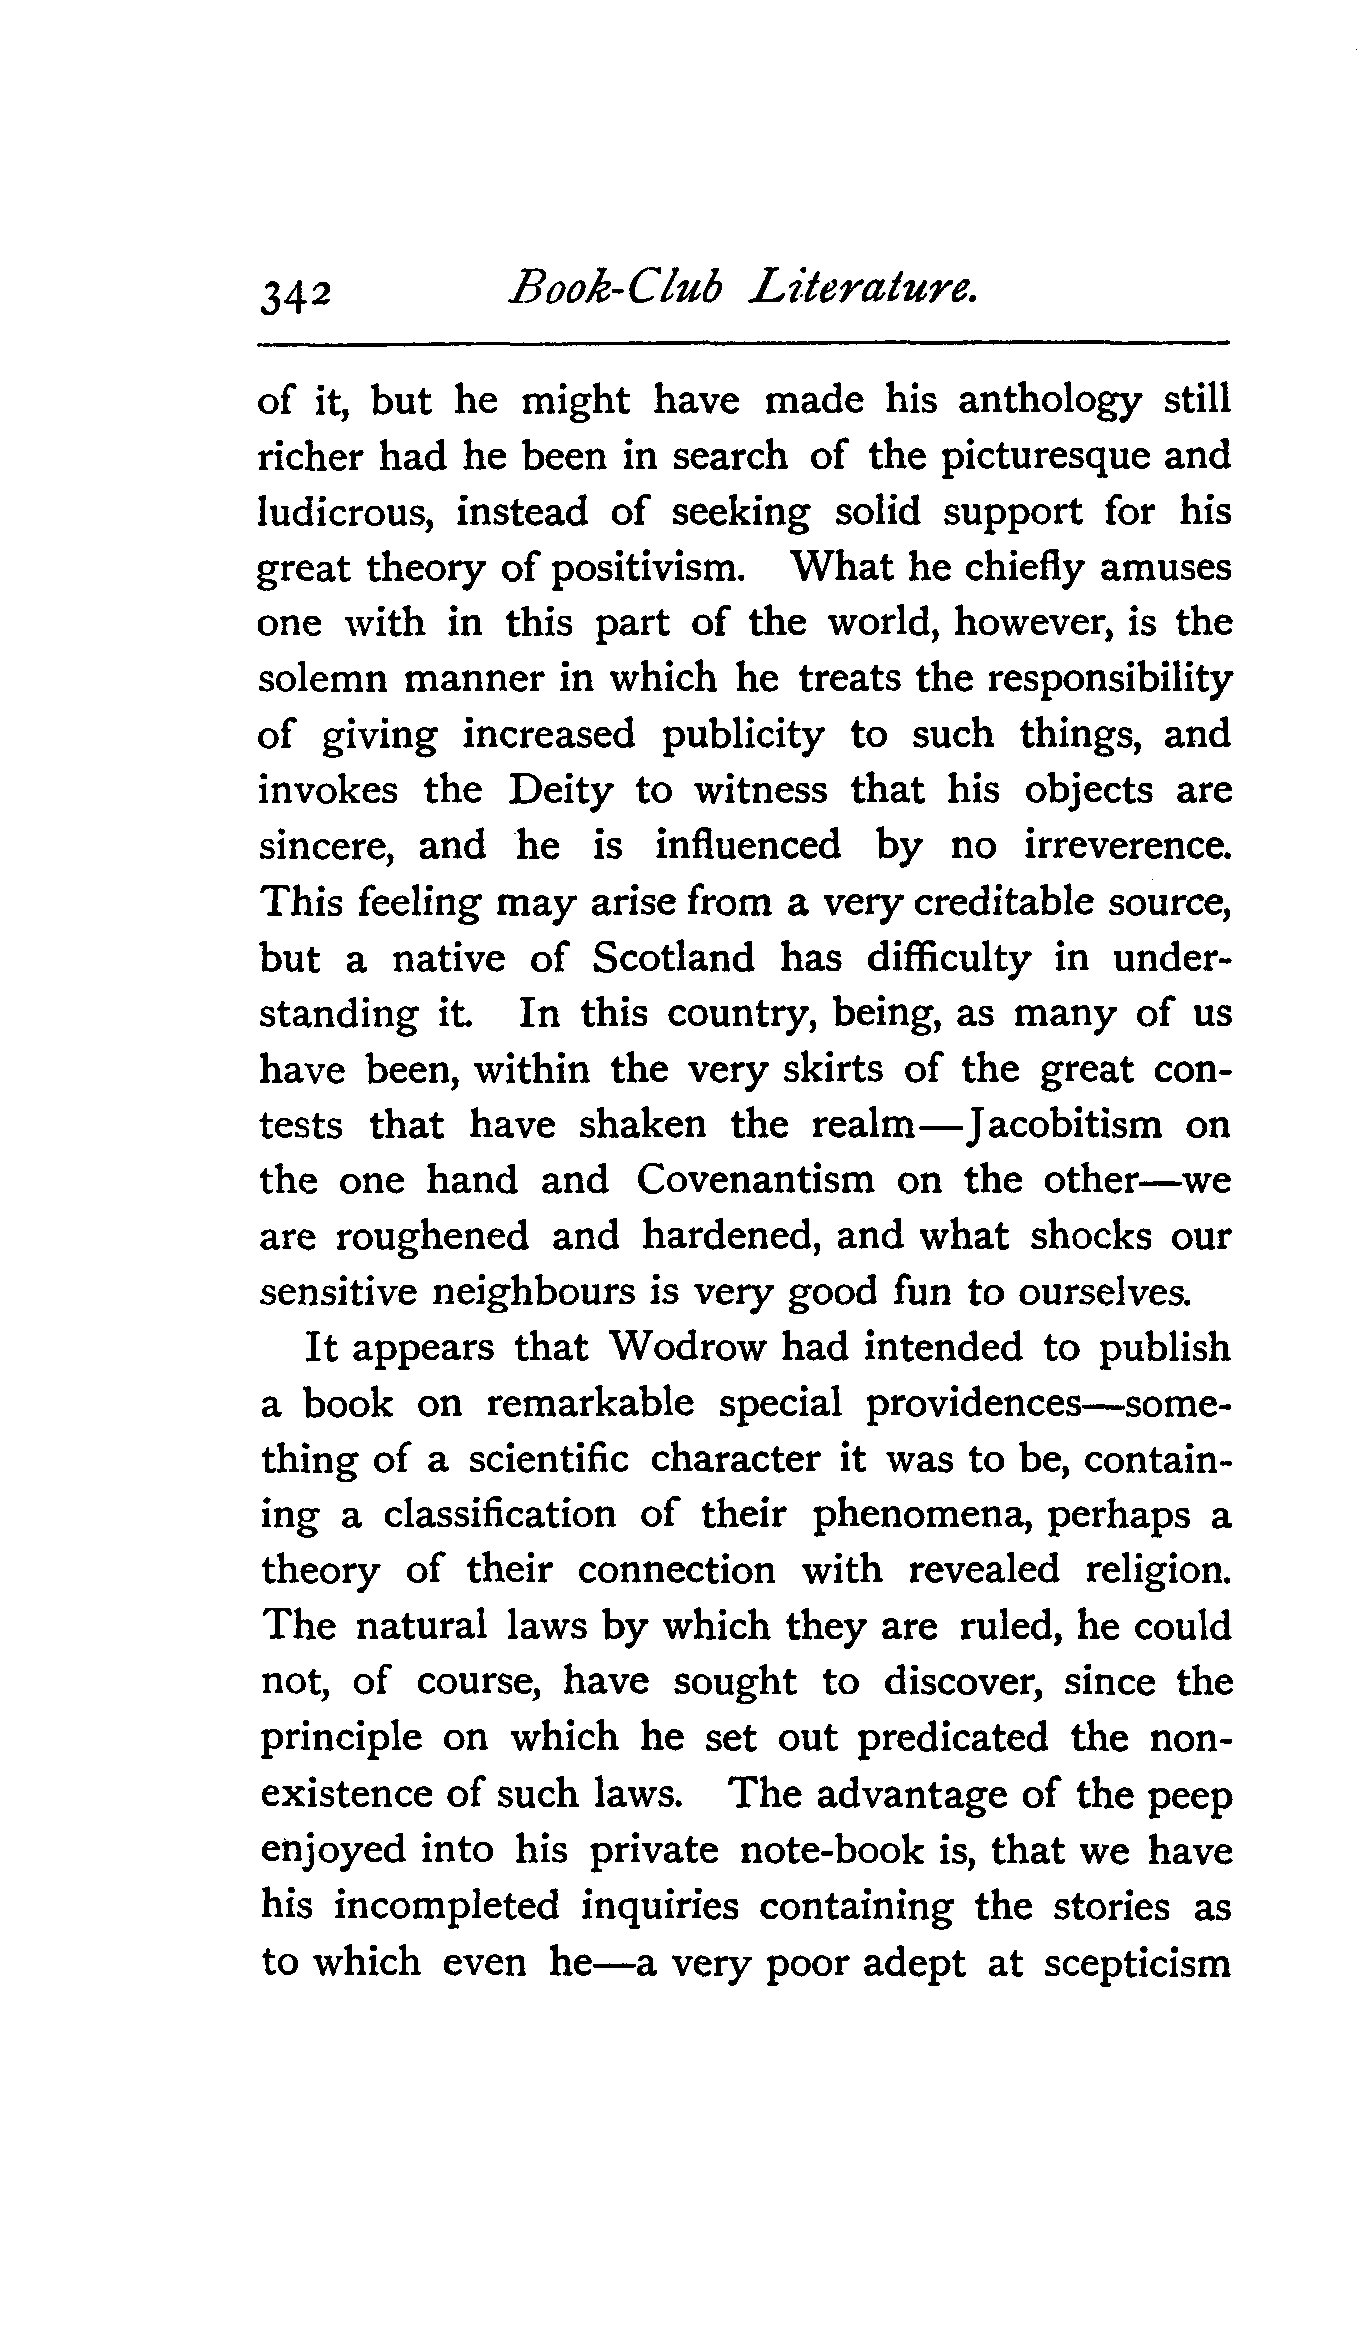 342 Book-Club Literature.
of it, but he might have made his anthology still
richer had he been in search of the picturesque and
ludicrous, instead of seeking solid support for his
great theory of positivism. What he chiefly amuses
one with in this part of the world, however, is the
solemn manner in which he treats the responsibility
of giving increased publicity to such things, and
invokes the Deity to witness that his objects are
sincere, and he is influenced by no irreverence.
This feeling may arise from a very creditable source,
but a native of Scotland has difficulty in under-
standing it. In this country, being, as many of us
have been, within the very skirts of the great con-
tests that have shaken the realm—Jacobitism on
the one hand and Covenantism on the other—we
are roughened and hardened, and what shocks our
sensitive neighbours is very good fun to ourselves.
It appears that Wodrow had intended to publish
a book on remarkable special providences—some-
thing of a scientific character it was to be, contain-
ing a classification of their phenomena, perhaps a
theory of their connection with revealed religion.
The natural laws by which they are ruled, he could
not, of course, have sought to discover, since the
principle on which he set out predicated the non-
existence of such laws. The advantage of the peep
enjoyed into his private note-book is, that we have
his incompleted inquiries containing the stories as
to which even he—a very poor adept at scepticism